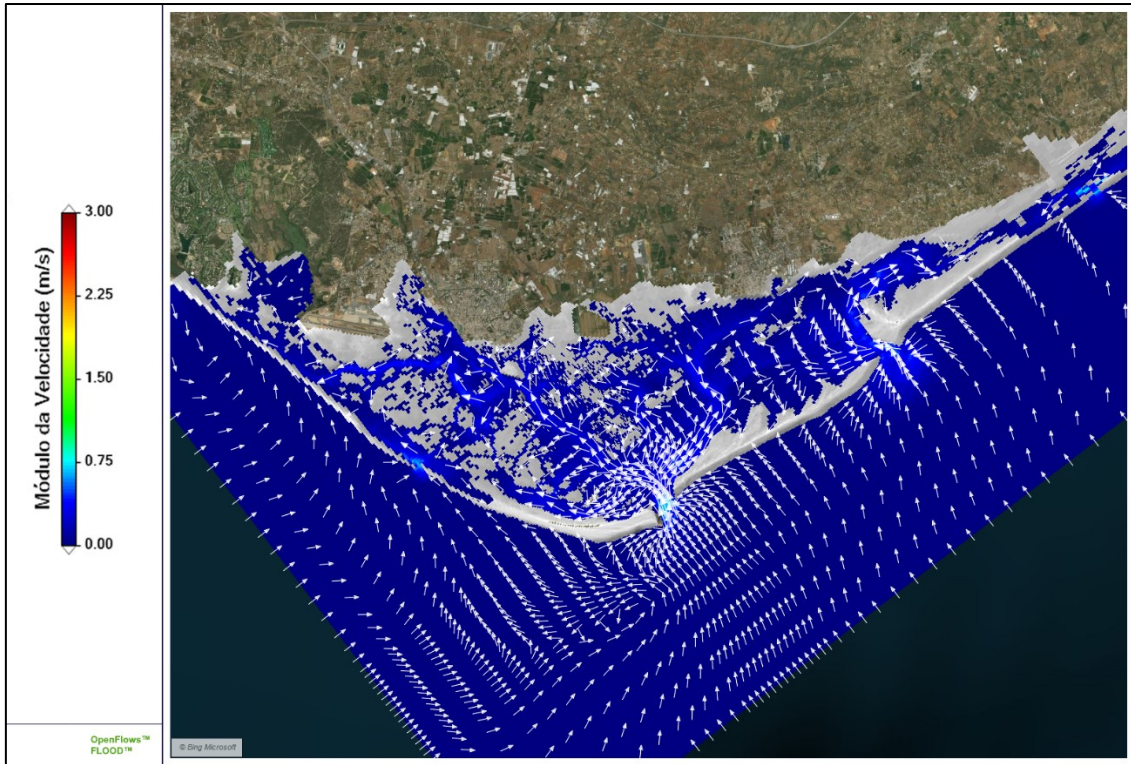 Módulo da Velocidade (m/s)
3.00
2.25
1.50
0.75
0.00
OpenFlows™
FLOOD™
© Bing Microsoft